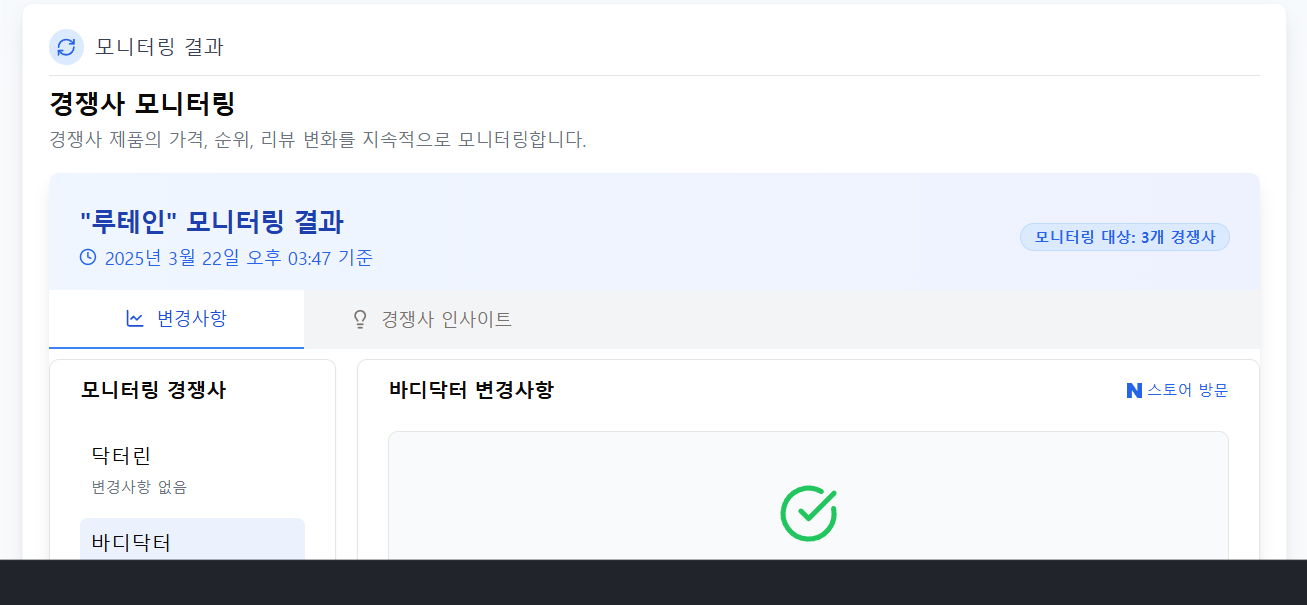 모니터링 결과
경쟁사 모니터링
경쟁사 제품의 가격, 순위, 리뷰 변화를 지속적으로 모니터링합니다.
"루테인" 모니터링 결과
2025년 3월 22일 오후 03:47 기준
모니터링 대상: 3개 경쟁사
변경사항
경쟁사 인사이트
모니터링 경쟁사
닥터린
변경사항 없음
바디닥터
바디닥터 변경사항
N 스토어 방문